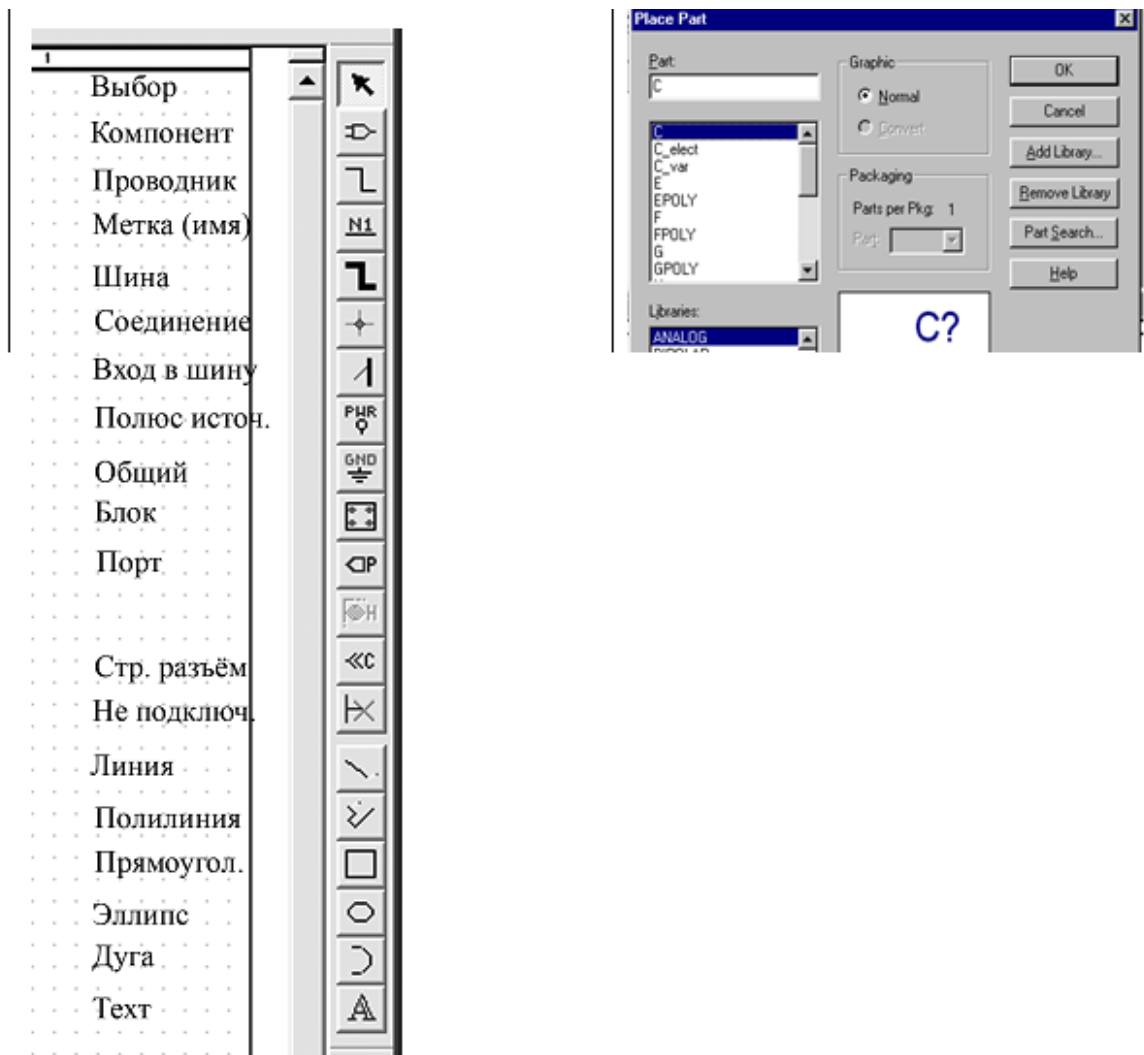 1
Выбор
Компонент
Проводник
Метка (имя)
N1
Шина
Соединение
Вход в шину
Полюс источ.
PWR
Общий
GND
Блок
Порт
P
H
Стр. разъём
C
Не подключ.
Линия
Полилиния
Прямоугол.
Эллипс
Дуга
Техт
A
Place Part
Part:
C
C
C_elect
C_var
E
EPOLY
F
FPOLY
G
GPOLY
Libraries:
ANALOG
Graphic
Normal
Convert
Packaging
Parts per Pkg: 1
Part:
C?
OK
Cancel
Add Library...
Remove Library
Part Search...
Help